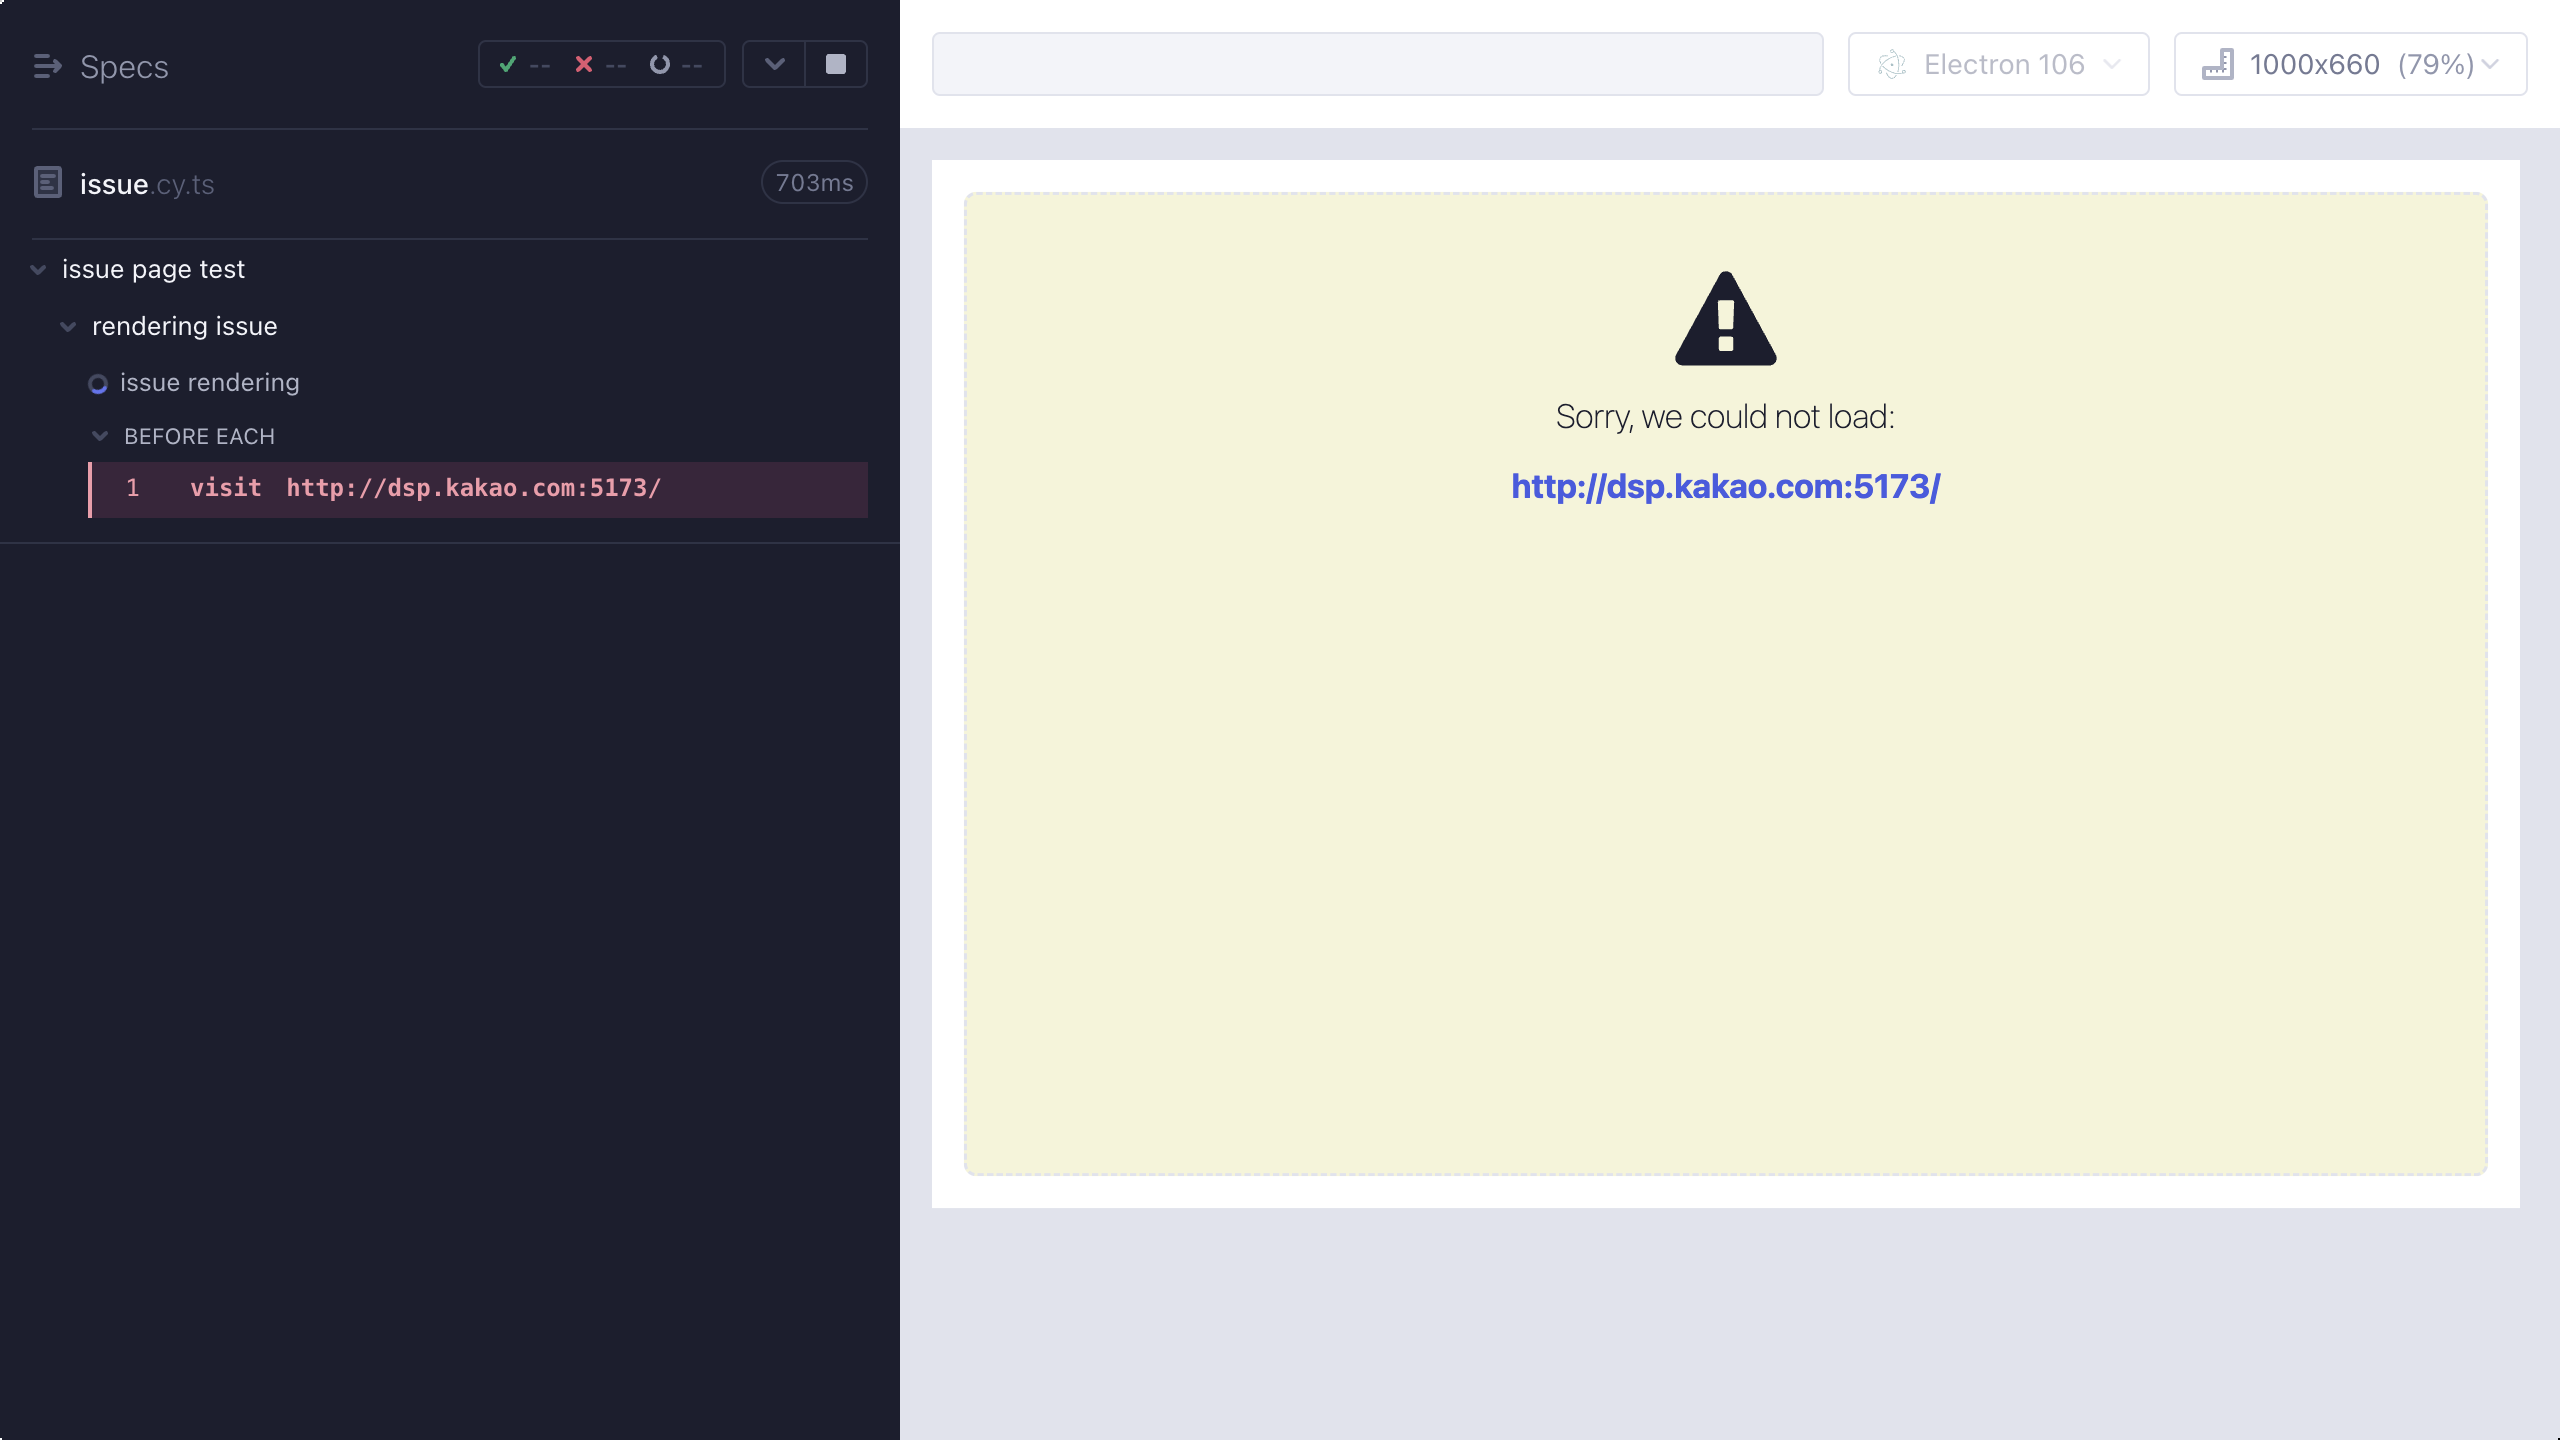 Specs
-- -- --
issue.cy.ts
703ms
issue page test
rendering issue
issue rendering
BEFORE EACH
1 visit http://dsp.kakao.com:5173/
Electron 106
1000x660 (79%)
Sorry, we could not load:
http://dsp.kakao.com:5173/